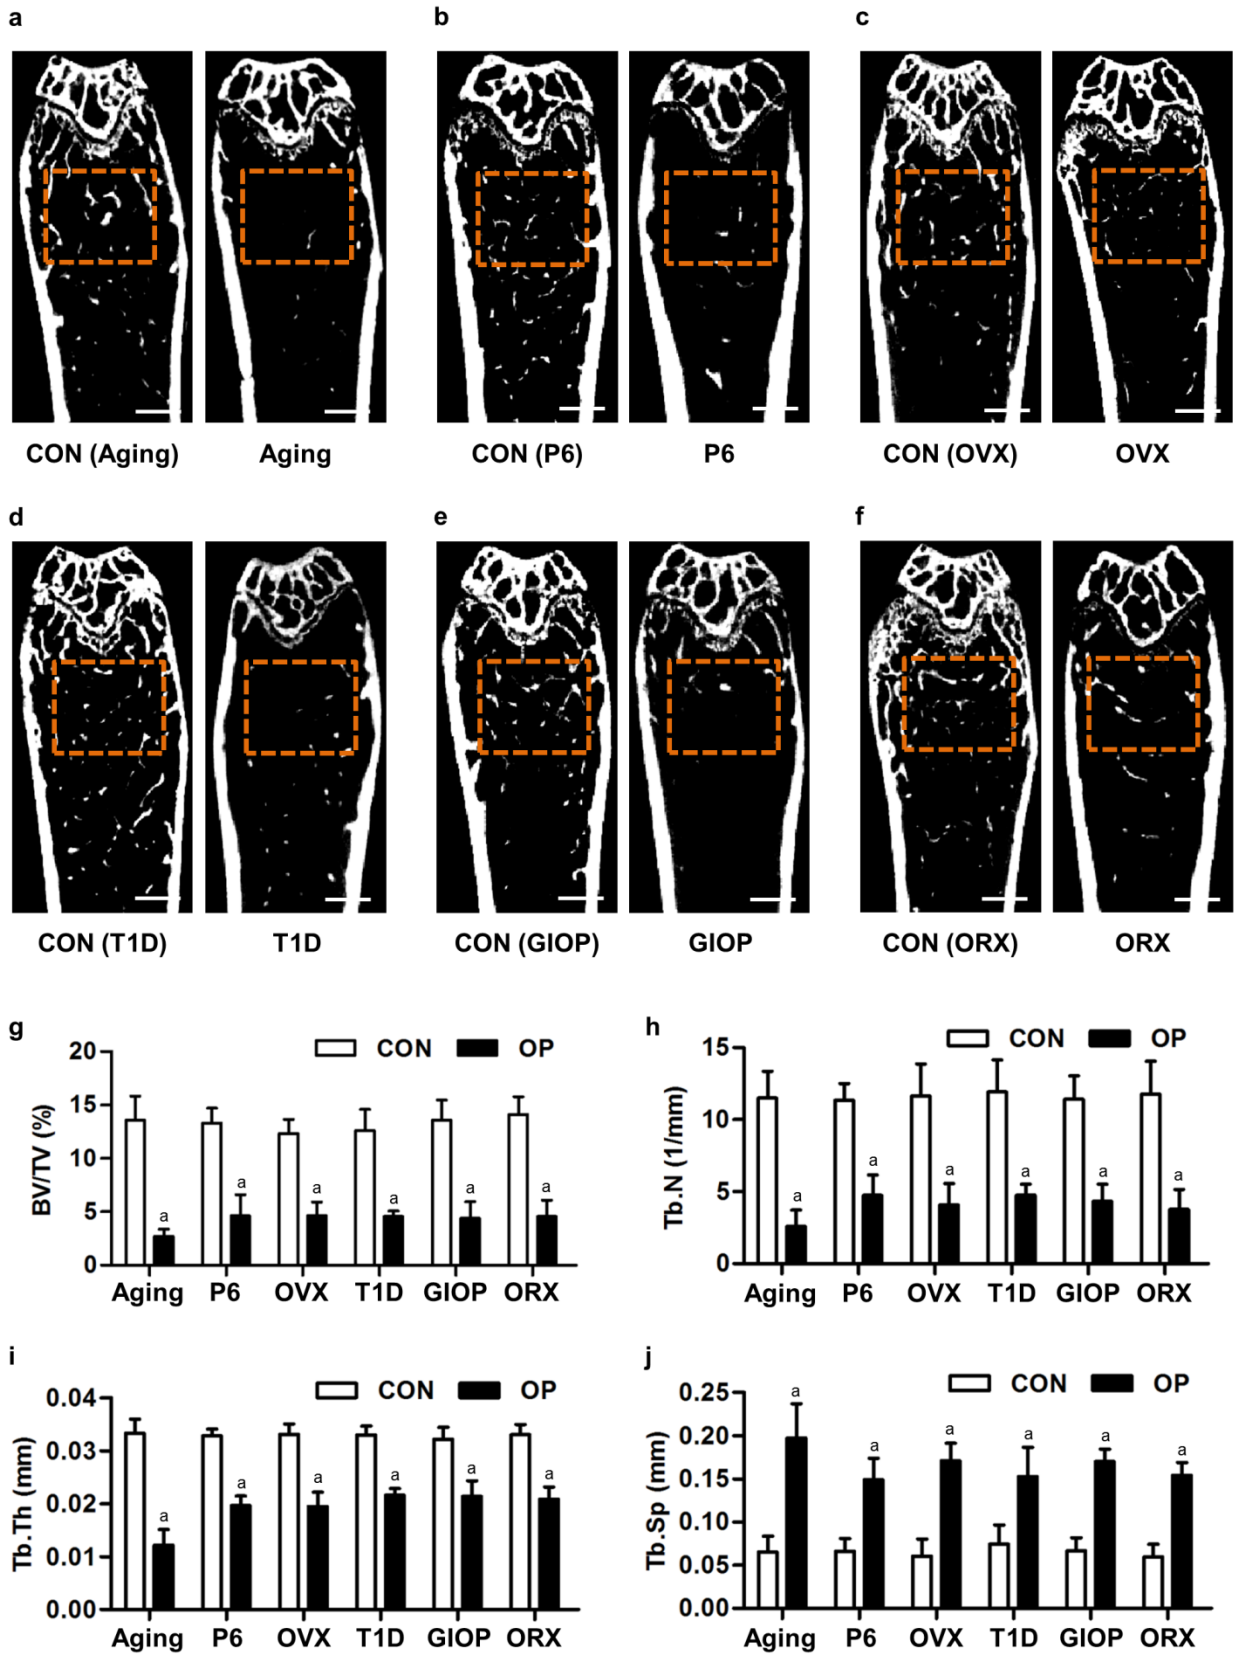 a b c
CON (Aging) Aging CON (P6) P6 CON (OVX) OVX
d e f
CON (T1D) T1D CON (GIOP) GIOP CON (ORX) ORX
g
CON OP
BV/TV (%)
20
15
10
5
0
a a a a a a
Aging P6 OVX T1D GIOP ORX
h
CON OP
Tb.N (1/mm)
15
10
5
0
a a a a a a
Aging P6 OVX T1D GIOP ORX
i
CON OP
Tb.Th (mm)
0.04
0.03
0.02
0.01
0.00
a a a a a a
Aging P6 OVX T1D GIOP ORX
j
CON OP
Tb.Sp (mm)
0.25
0.20
0.15
0.10
0.05
0.00
a a a a a a
Aging P6 OVX T1D GIOP ORX